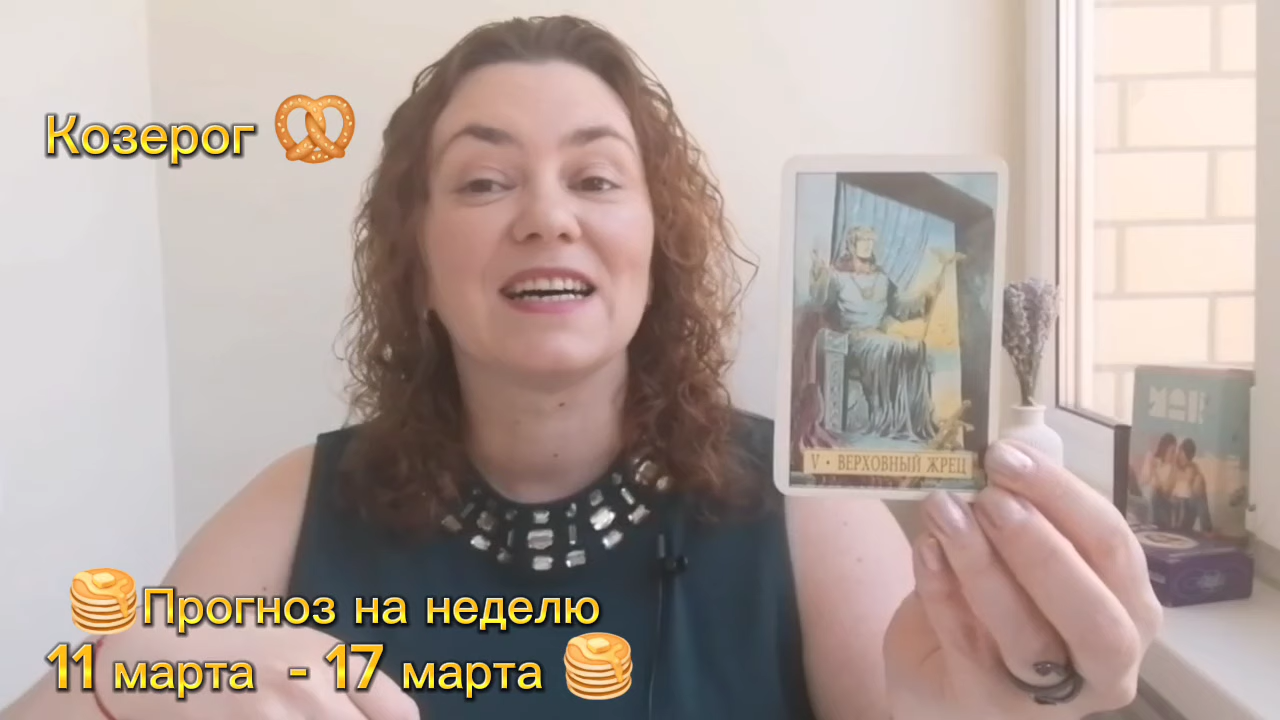 Козерог
V • ВЕРХОВНЫЙ ЖРЕЦ
Прогноз на неделю
11 марта - 17 марта